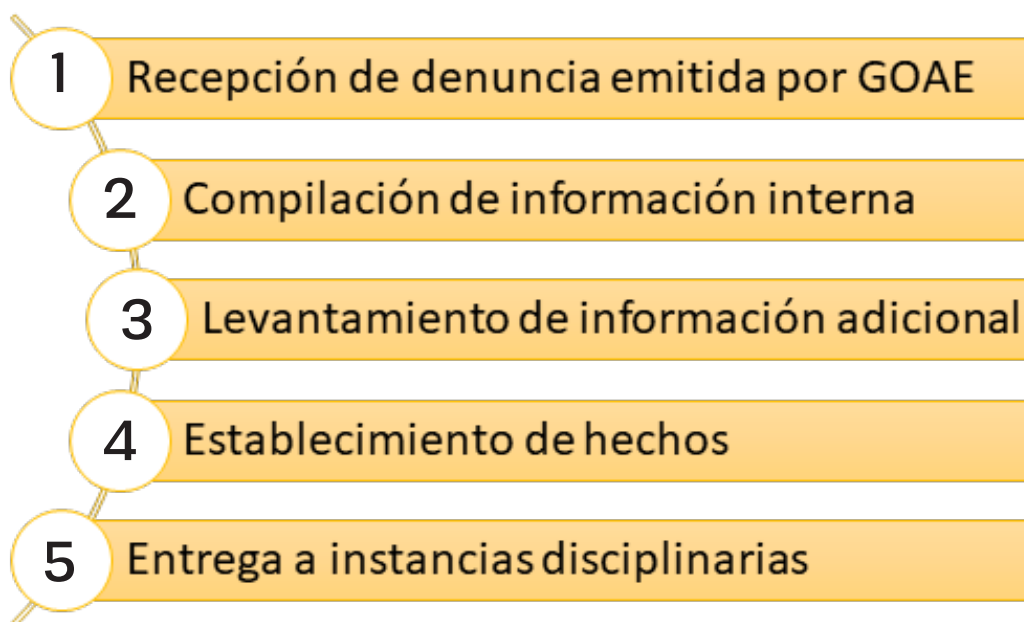 1 Recepción de denuncia emitida por GOAE
2 Compilación de información interna
3 Levantamiento de información adicional
4 Establecimiento de hechos
5 Entrega a instancias disciplinarias